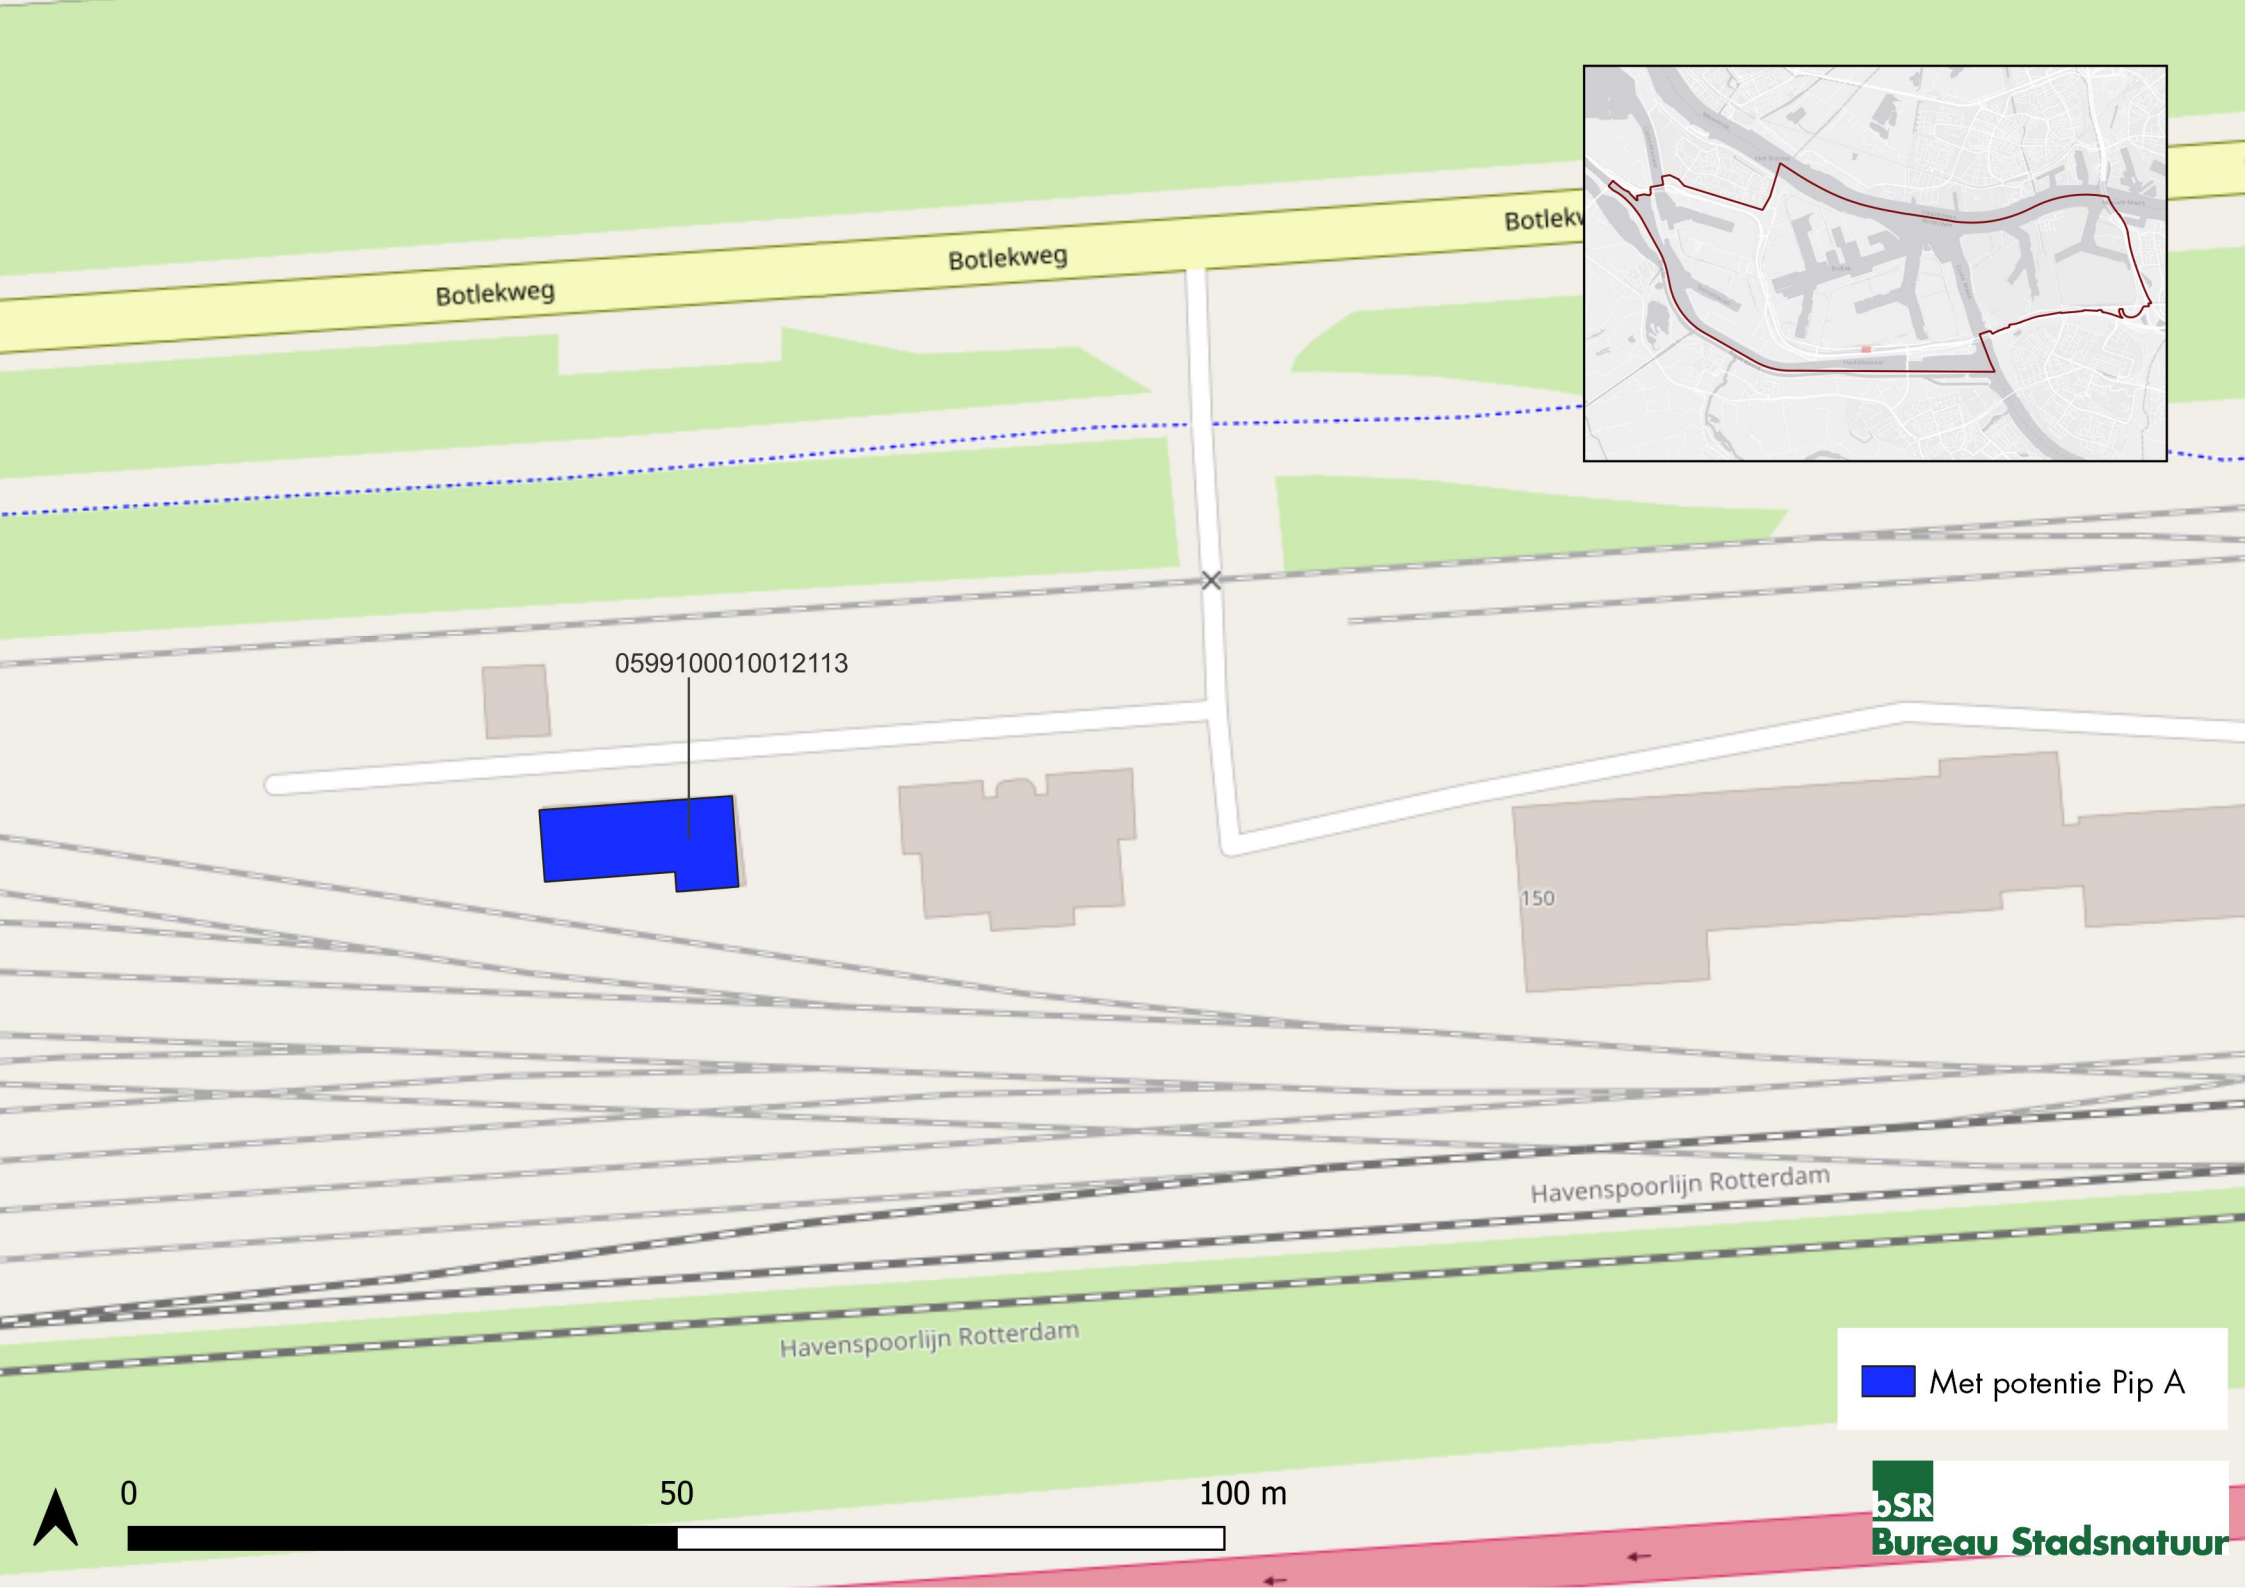 Botlekweg
Botlekweg
Botlekw
0599100010012113
150
Havenspoorlijn Rotterdam
Havenspoorlijn Rotterdam
Met potentie Pip A
0 50 100 m
bSR
Bureau Stadsnatuur